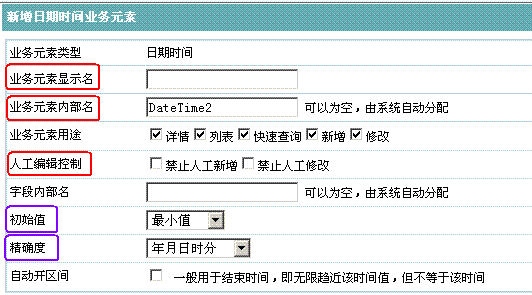 新增日期时间业务元素
业务元素类型 日期时间
业务元素显示名
业务元素内部名 DateTime2 可以为空，由系统自动分配
业务元素用途 详情 列表 快速查询 新增 修改
人工编辑控制 禁止人工新增 禁止人工修改
字段内部名 可以为空，由系统自动分配
初始值 最小值
精确度 年月日时分
自动开区间 一般用于结束时间，即无限趋近该时间值，但不等于该时间